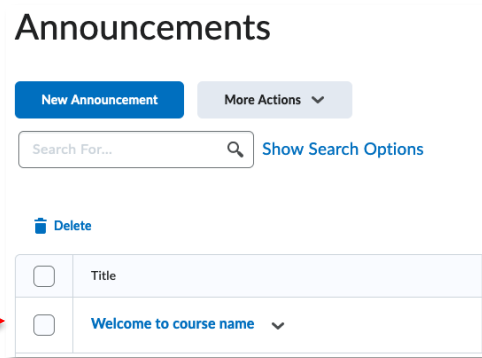 Announcements
New Announcement More Actions
Search For... Show Search Options
Delete
Title
Welcome to course name